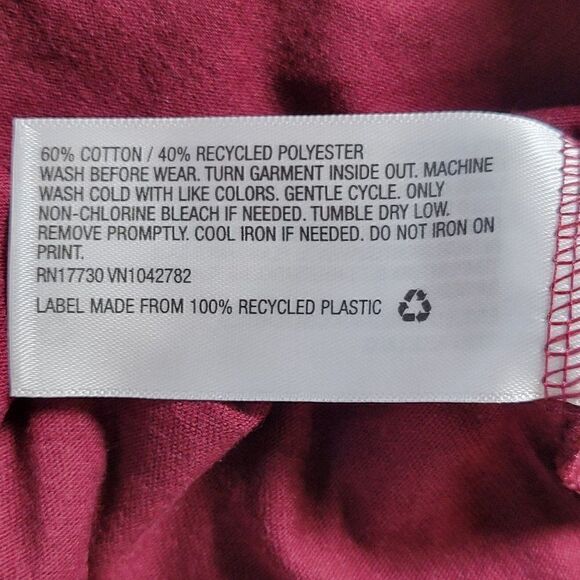 60% COTTON / 40% RECYCLED POLYESTER
WASH BEFORE WEAR. TURN GARMENT INSIDE OUT. MACHINE
WASH COLD WITH LIKE COLORS. GENTLE CYCLE. ONLY
NON-CHLORINE BLEACH IF NEEDED. TUMBLE DRY LOW.
REMOVE PROMPTLY. COOL IRON IF NEEDED. DO NOT IRON ON
PRINT.
RN17730 VN1042782
LABEL MADE FROM 100% RECYCLED PLASTIC